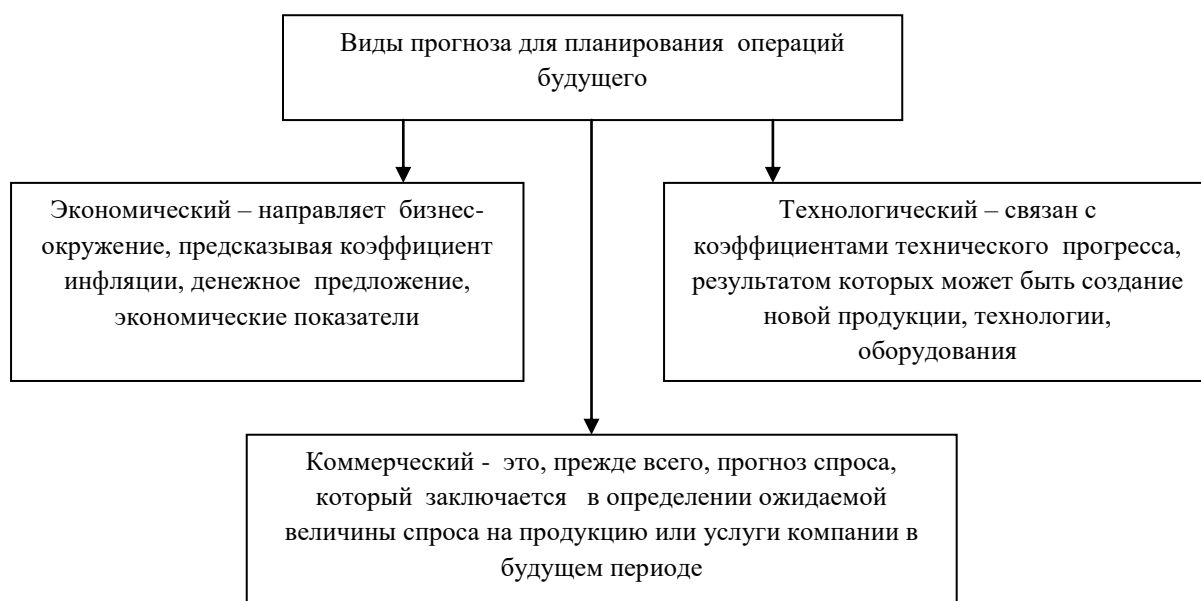 Виды прогноза для планирования операций
будущего
Экономический – направляет бизнес-
окружение, предсказывая коэффициент
инфляции, денежное предложение,
экономические показатели
Технологический – связан с
коэффициентами технического прогресса,
результатом которых может быть создание
новой продукции, технологии,
оборудования
Коммерческий - это, прежде всего, прогноз спроса,
который заключается в определении ожидаемой
величины спроса на продукцию или услуги компании в
будущем периоде